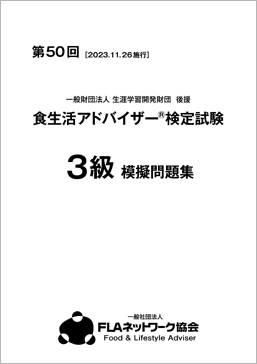 第50回 [2023.11.26施行]
一般財団法人 生涯学習開発財団 後援
食生活アドバイザー®検定試験
3級 模擬問題集
一般社団法人
FLAネットワーク協会
Food & Lifestyle Adviser